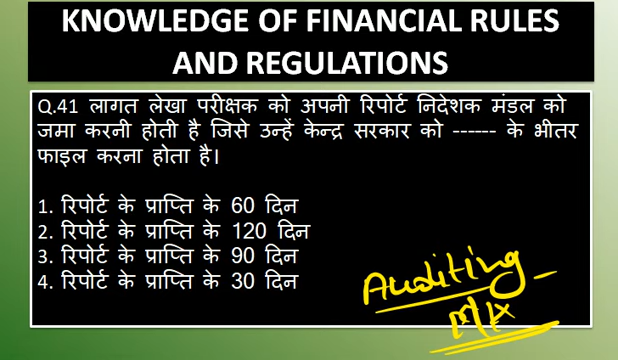 KNOWLEDGE OF FINANCIAL RULES
AND REGULATIONS
Q.41 लागत लेखा परीक्षक को अपनी रिपोर्ट निदेशक मंडल को
जमा करनी होती है जिसे उन्हें केन्द्र सरकार को ------ के भीतर
फाइल करना होता है।
1. रिपोर्ट के प्राप्ति के 60 दिन
2. रिपोर्ट के प्राप्ति के 120 दिन
3. रिपोर्ट के प्राप्ति के 90 दिन
4. रिपोर्ट के प्राप्ति के 30 दिन
Auditing